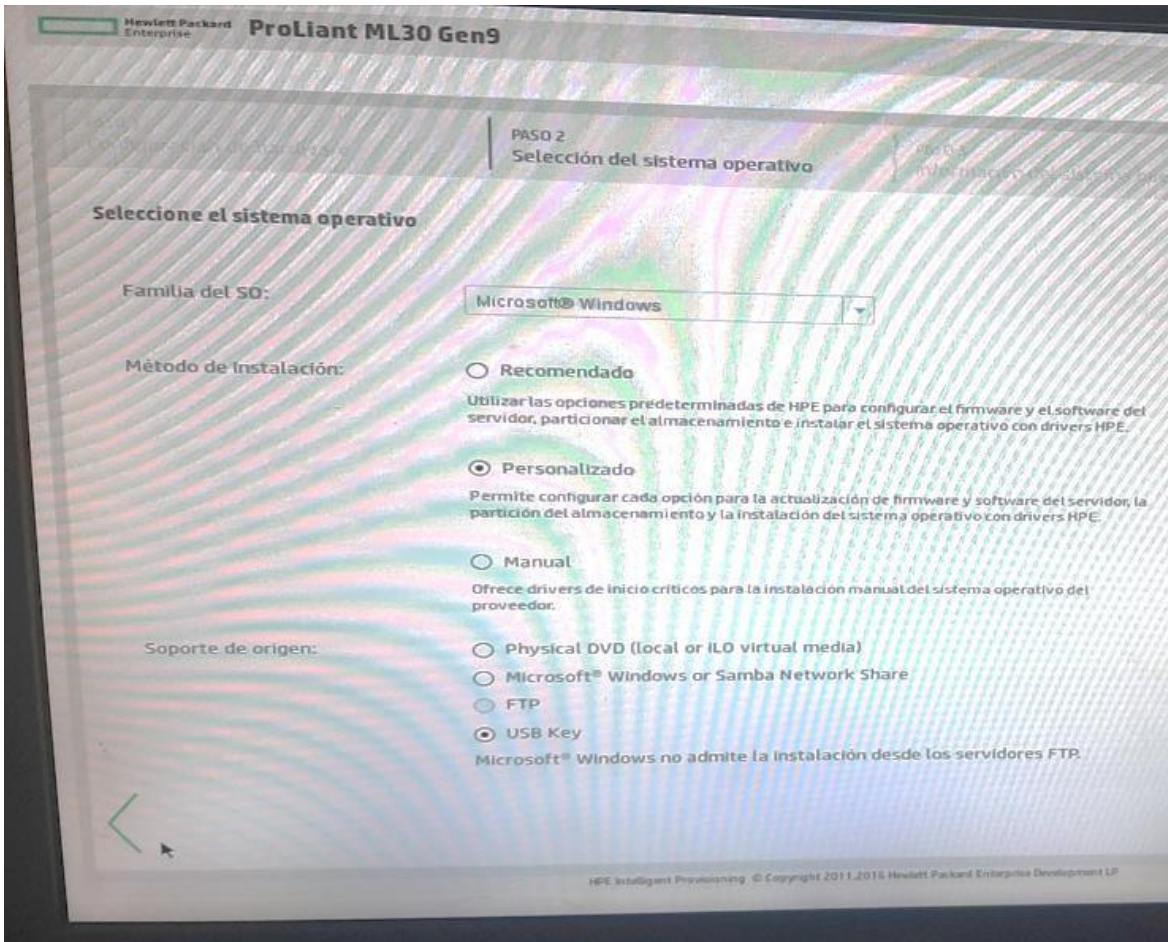 Hewlett Packard
Enterprise
ProLiant ML30 Gen9
PASO 2
Selección del sistema operativo
Seleccione el sistema operativo
Familia del SO:
Microsoft® Windows
Método de instalación:
Recomendado
Utilizar las opciones predeterminadas de HPE para configurar el firmware y el software del
servidor, particionar el almacenamiento e instalar el sistema operativo con drivers HPE.
Personalizado
Permite configurar cada opción para la actualización de firmware y software del servidor, la
partición del almacenamiento y la instalación del sistema operativo con drivers HPE.
Manual
Ofrece drivers de inicio críticos para la instalación manual del sistema operativo del
proveedor.
Soporte de origen:
Physical DVD (local or iLO virtual media)
Microsoft® Windows or Samba Network Share
FTP
USB Key
Microsoft® Windows no admite la instalación desde los servidores FTP.
HPE Intelligent Provisioning © Copyright 2011,2016 Hewlett Packard Enterprise Development LP